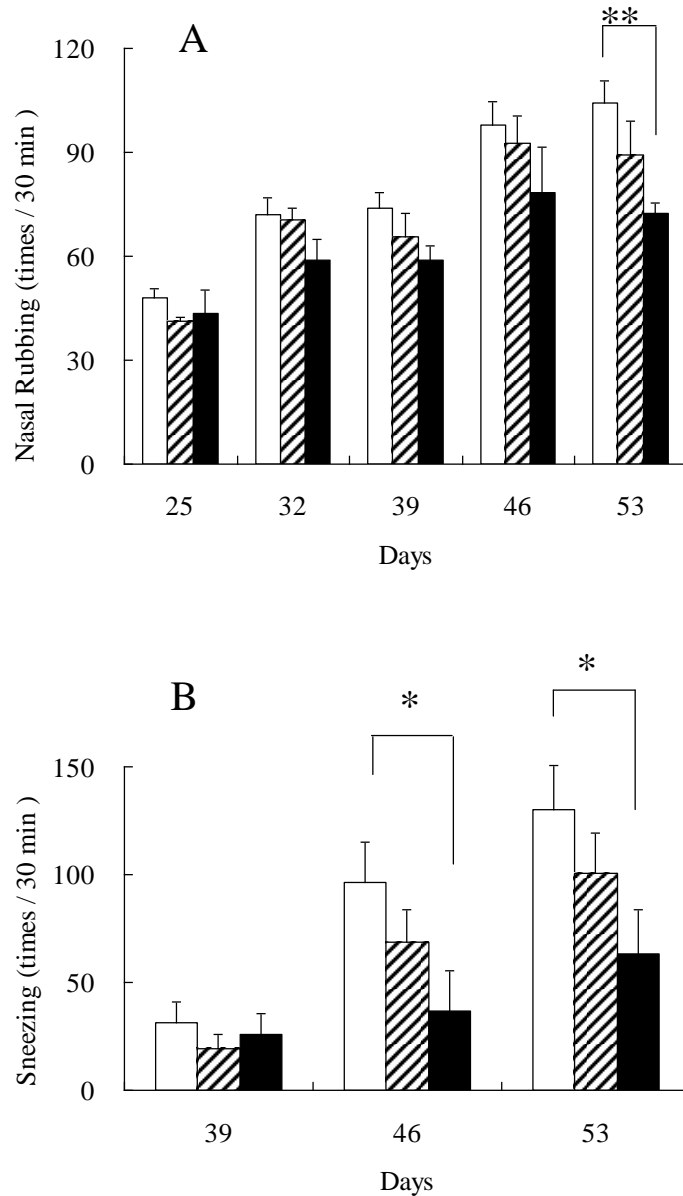 **
A
120
90
60
30
0
Nasal Rubbing (times / 30 min )
25 32 39 46 53
Days
*
B
*
150
100
50
0
Sneezing (times / 30 min )
39 46 53
Days